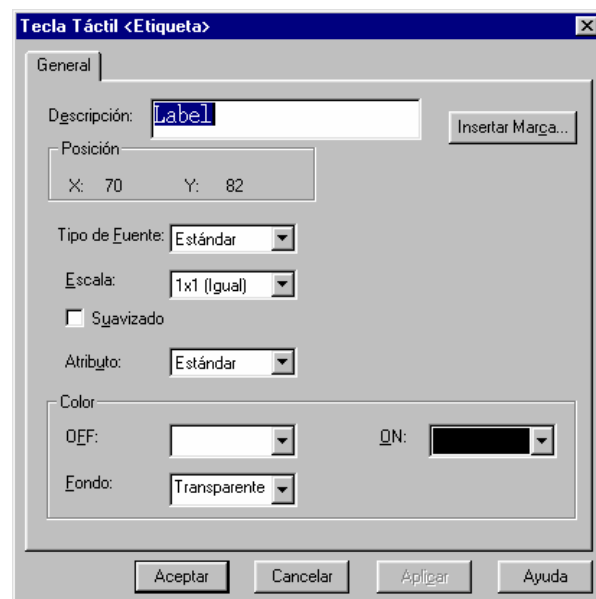 Tecla Táctil <Etiqueta>
General
Descripción: Label
Insertar Marca...
Posición
X: 70 Y: 82
Tipo de Fuente: Estándar
Escala: 1x1 (Igual)
Suavizado
Atributo: Estándar
Color
OFF: ON:
Fondo: Transparente
Aceptar Cancelar Aplicar Ayuda